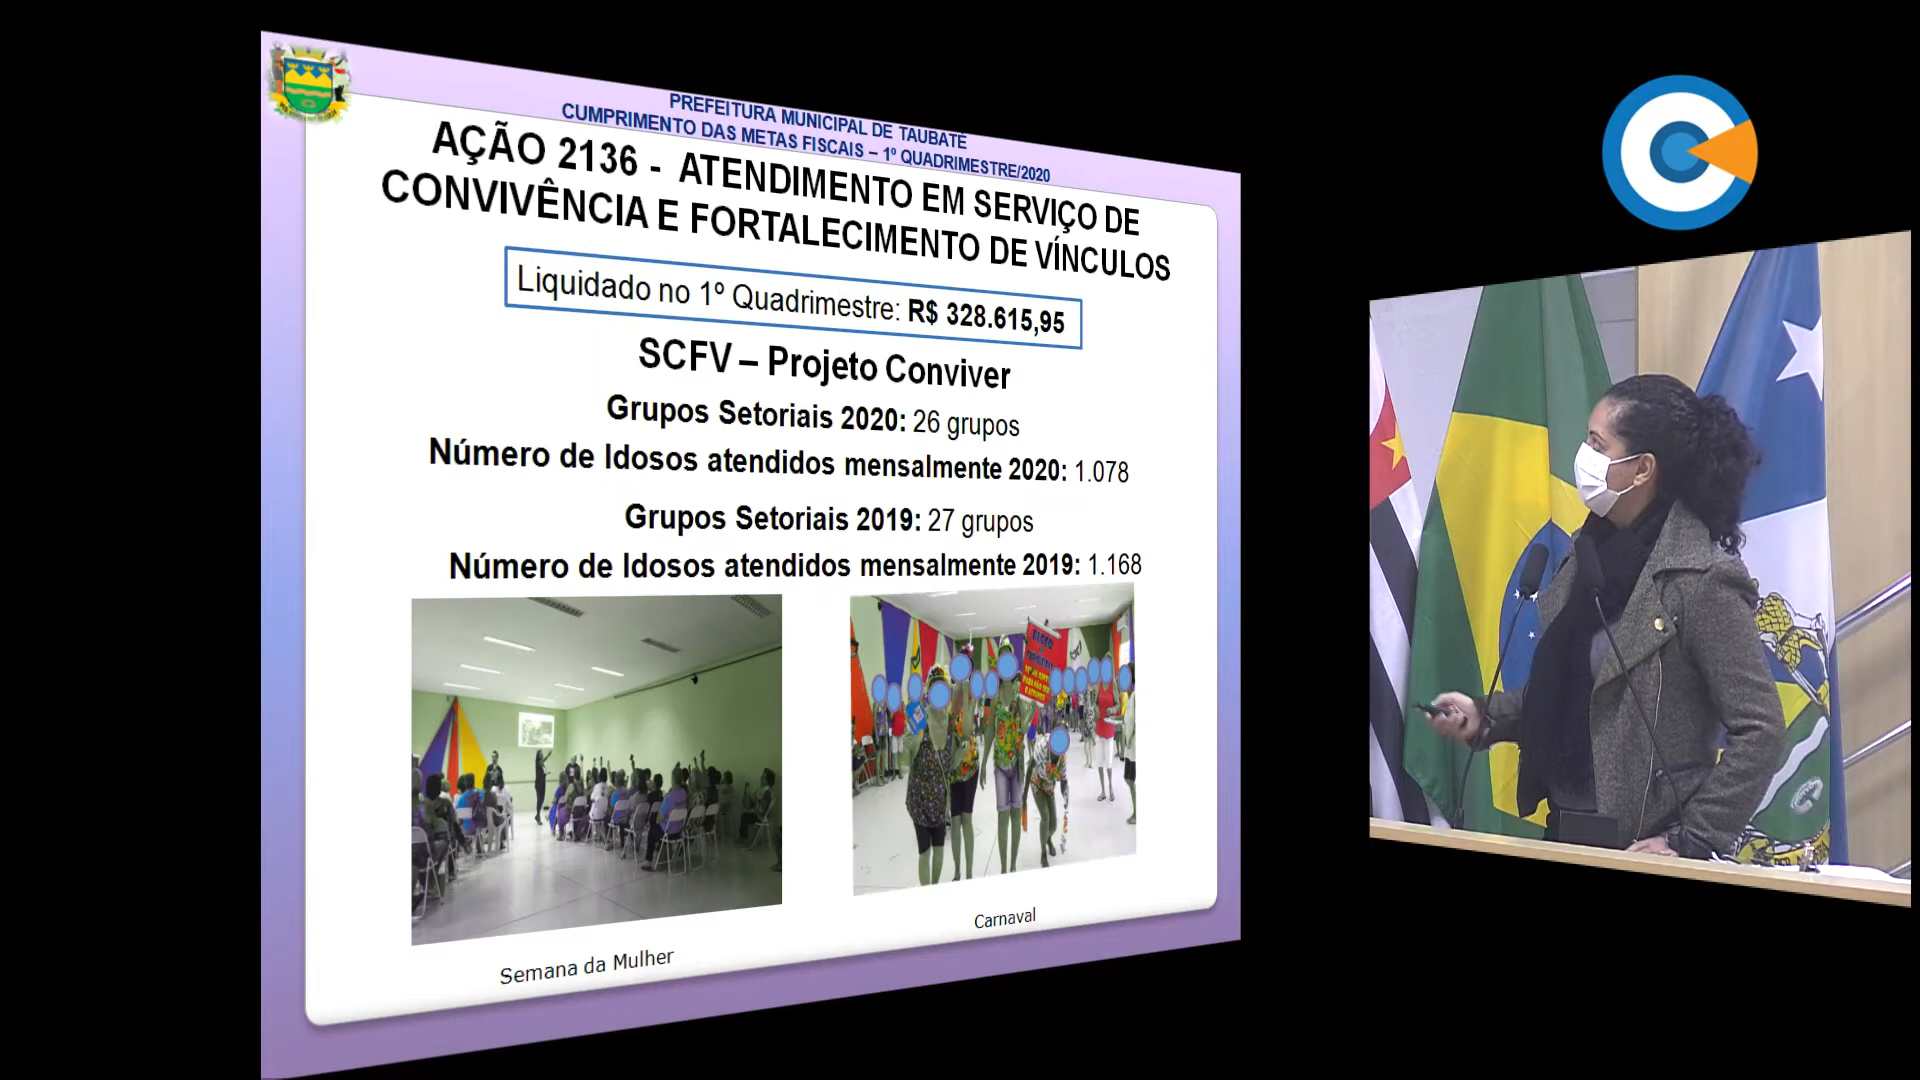 PREFEITURA MUNICIPAL DE TAUBATÉ
CUMPRIMENTO DAS METAS FISCAIS – 1º QUADRIMESTRE/2020
AÇÃO 2136 - ATENDIMENTO EM SERVIÇO DE
CONVIVÊNCIA E FORTALECIMENTO DE VÍNCULOS
Liquidado no 1º Quadrimestre: R$ 328.615,95
SCFV – Projeto Conviver
Grupos Setoriais 2020: 26 grupos
Número de Idosos atendidos mensalmente 2020: 1.078
Grupos Setoriais 2019: 27 grupos
Número de Idosos atendidos mensalmente 2019: 1.168
Semana da Mulher
Carnaval